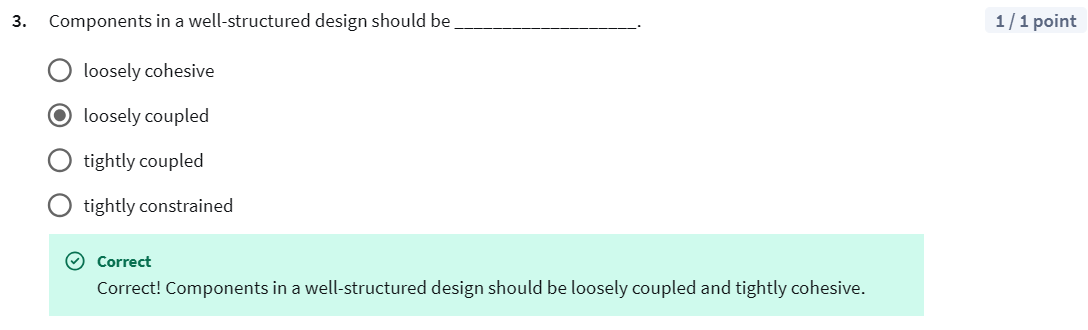 3. Components in a well-structured design should be ___________________. 1 / 1 point
loosely cohesive
loosely coupled
tightly coupled
tightly constrained
Correct
Correct! Components in a well-structured design should be loosely coupled and tightly cohesive.